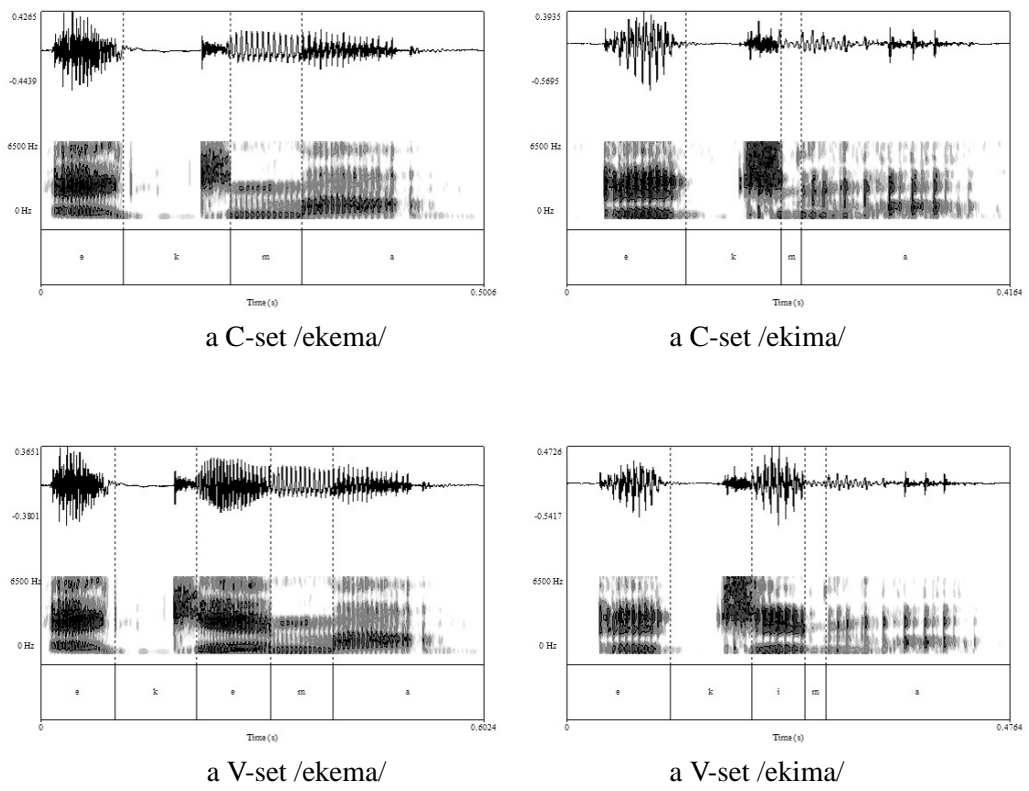 0.4265
-0.4439
6500 Hz
0 Hz
e k m a
0 0.5006
Time (s)
a C-set /ekema/
0.3935
-0.5695
6500 Hz
0 Hz
e k m a
0 0.4164
Time (s)
a C-set /ekima/
0.3651
-0.3801
6500 Hz
0 Hz
e k e m a
0 0.6024
Time (s)
a V-set /ekema/
0.4726
-0.5417
6500 Hz
0 Hz
e k i m a
0 0.4764
Time (s)
a V-set /ekima/